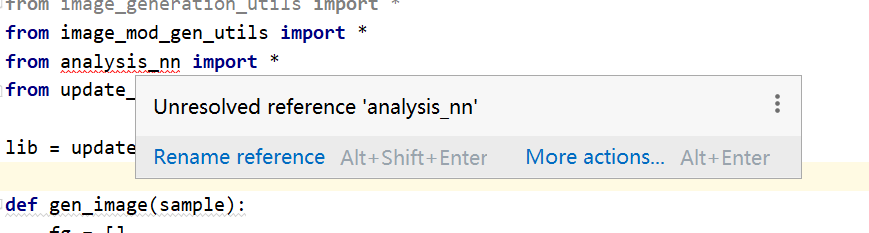 from image_generation_utils import *
from image_mod_gen_utils import *
from analysis_nn import *
from update_
Unresolved reference 'analysis_nn'
lib = update
Rename reference Alt+Shift+Enter More actions... Alt+Enter
def gen_image(sample):
fg = []